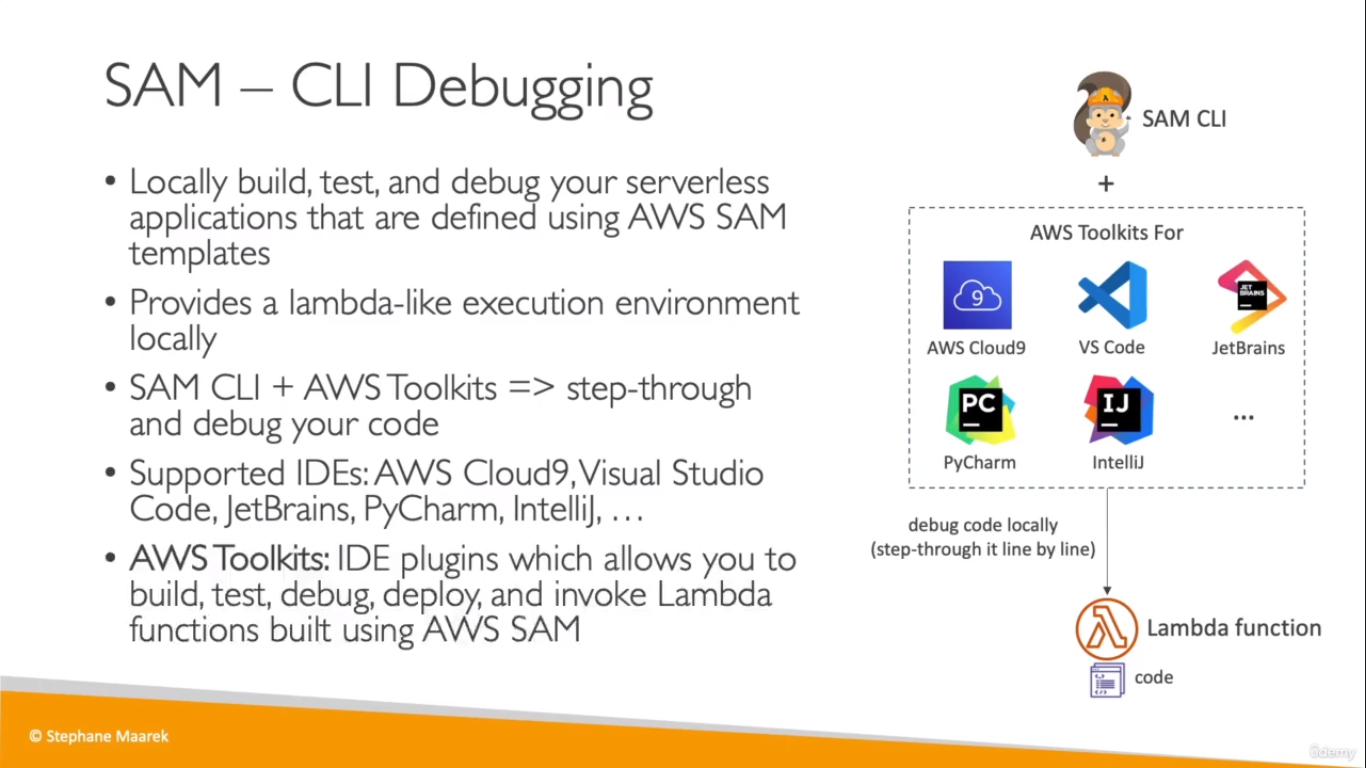 SAM – CLI Debugging
• Locally build, test, and debug your serverless
applications that are defined using AWS SAM
templates
• Provides a lambda-like execution environment
locally
• SAM CLI + AWS Toolkits => step-through
and debug your code
• Supported IDEs: AWS Cloud9, Visual Studio
Code, JetBrains, PyCharm, IntelliJ, …
• AWS Toolkits: IDE plugins which allows you to
build, test, debug, deploy, and invoke Lambda
functions built using AWS SAM
SAM CLI
+
AWS Toolkits For
9
JET
BRAINS
AWS Cloud9
VS Code
JetBrains
PC
IJ
...
PyCharm
IntelliJ
debug code locally
(step-through it line by line)
Lambda function
code
© Stephane Maarek
ûdemy